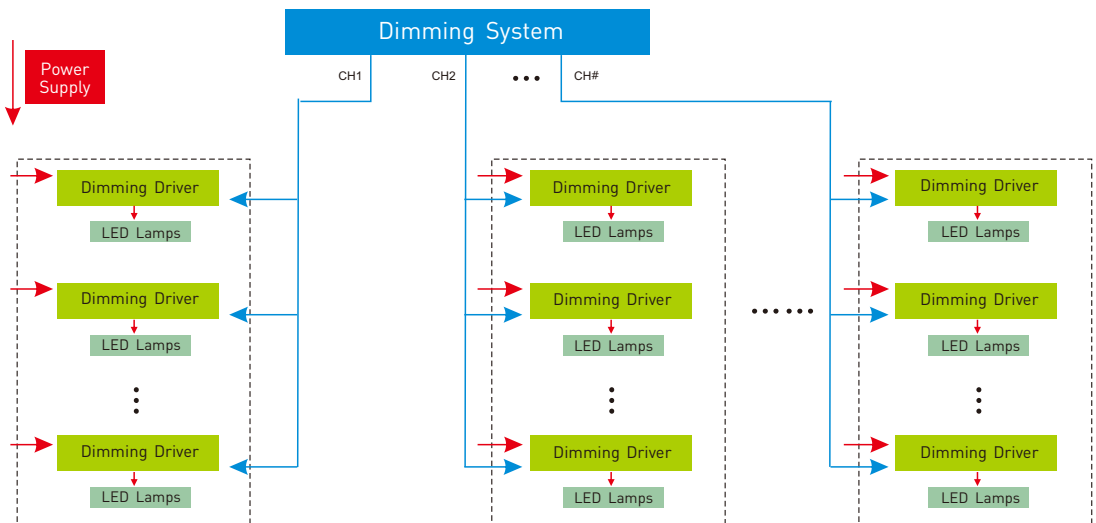 Dimming System
Power
Supply
CH1
CH2
CH#
Dimming Driver
Dimming Driver
Dimming Driver
LED Lamps
LED Lamps
LED Lamps
Dimming Driver
Dimming Driver
Dimming Driver
LED Lamps
LED Lamps
LED Lamps
Dimming Driver
Dimming Driver
Dimming Driver
LED Lamps
LED Lamps
LED Lamps